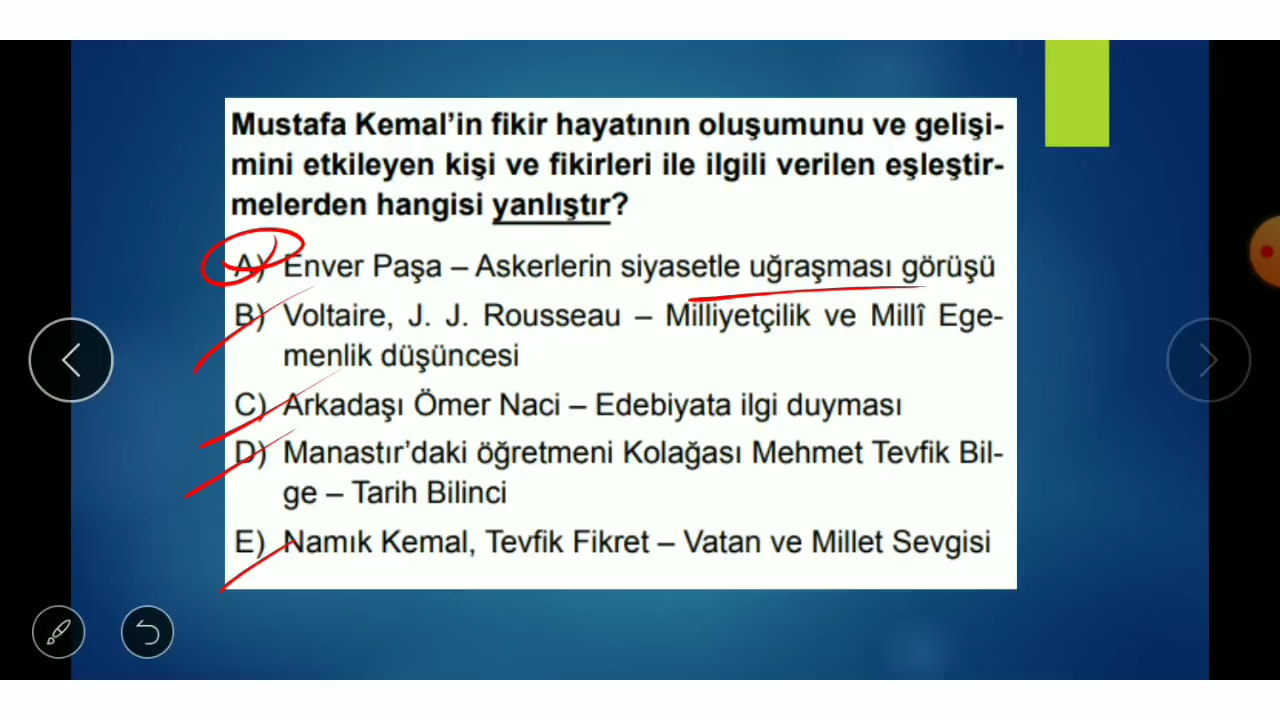 Mustafa Kemal'in fikir hayatının oluşumunu ve gelişi-
mini etkileyen kişi ve fikirleri ile ilgili verilen eşleştir-
melerden hangisi yanlıştır?
A) Enver Paşa – Askerlerin siyasetle uğraşması görüşü
B) Voltaire, J. J. Rousseau – Milliyetçilik ve Millî Ege-
menlik düşüncesi
C) Arkadaşı Ömer Naci – Edebiyata ilgi duyması
D) Manastır'daki öğretmeni Kolağası Mehmet Tevfik Bil-
ge – Tarih Bilinci
E) Namık Kemal, Tevfik Fikret – Vatan ve Millet Sevgisi